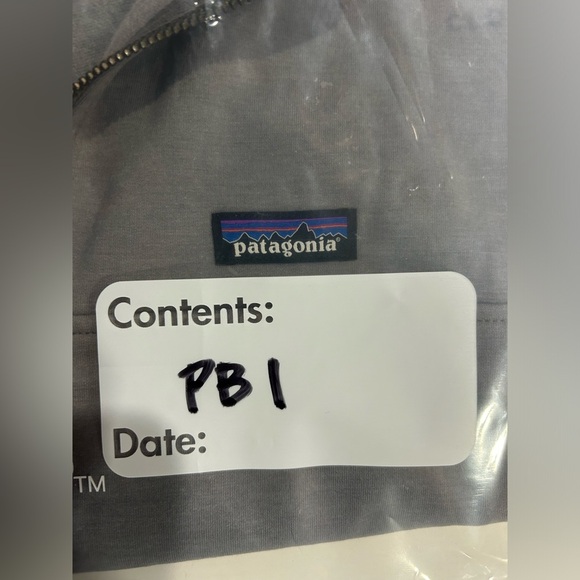 patagonia®
Contents:
PB1
Date:
TM